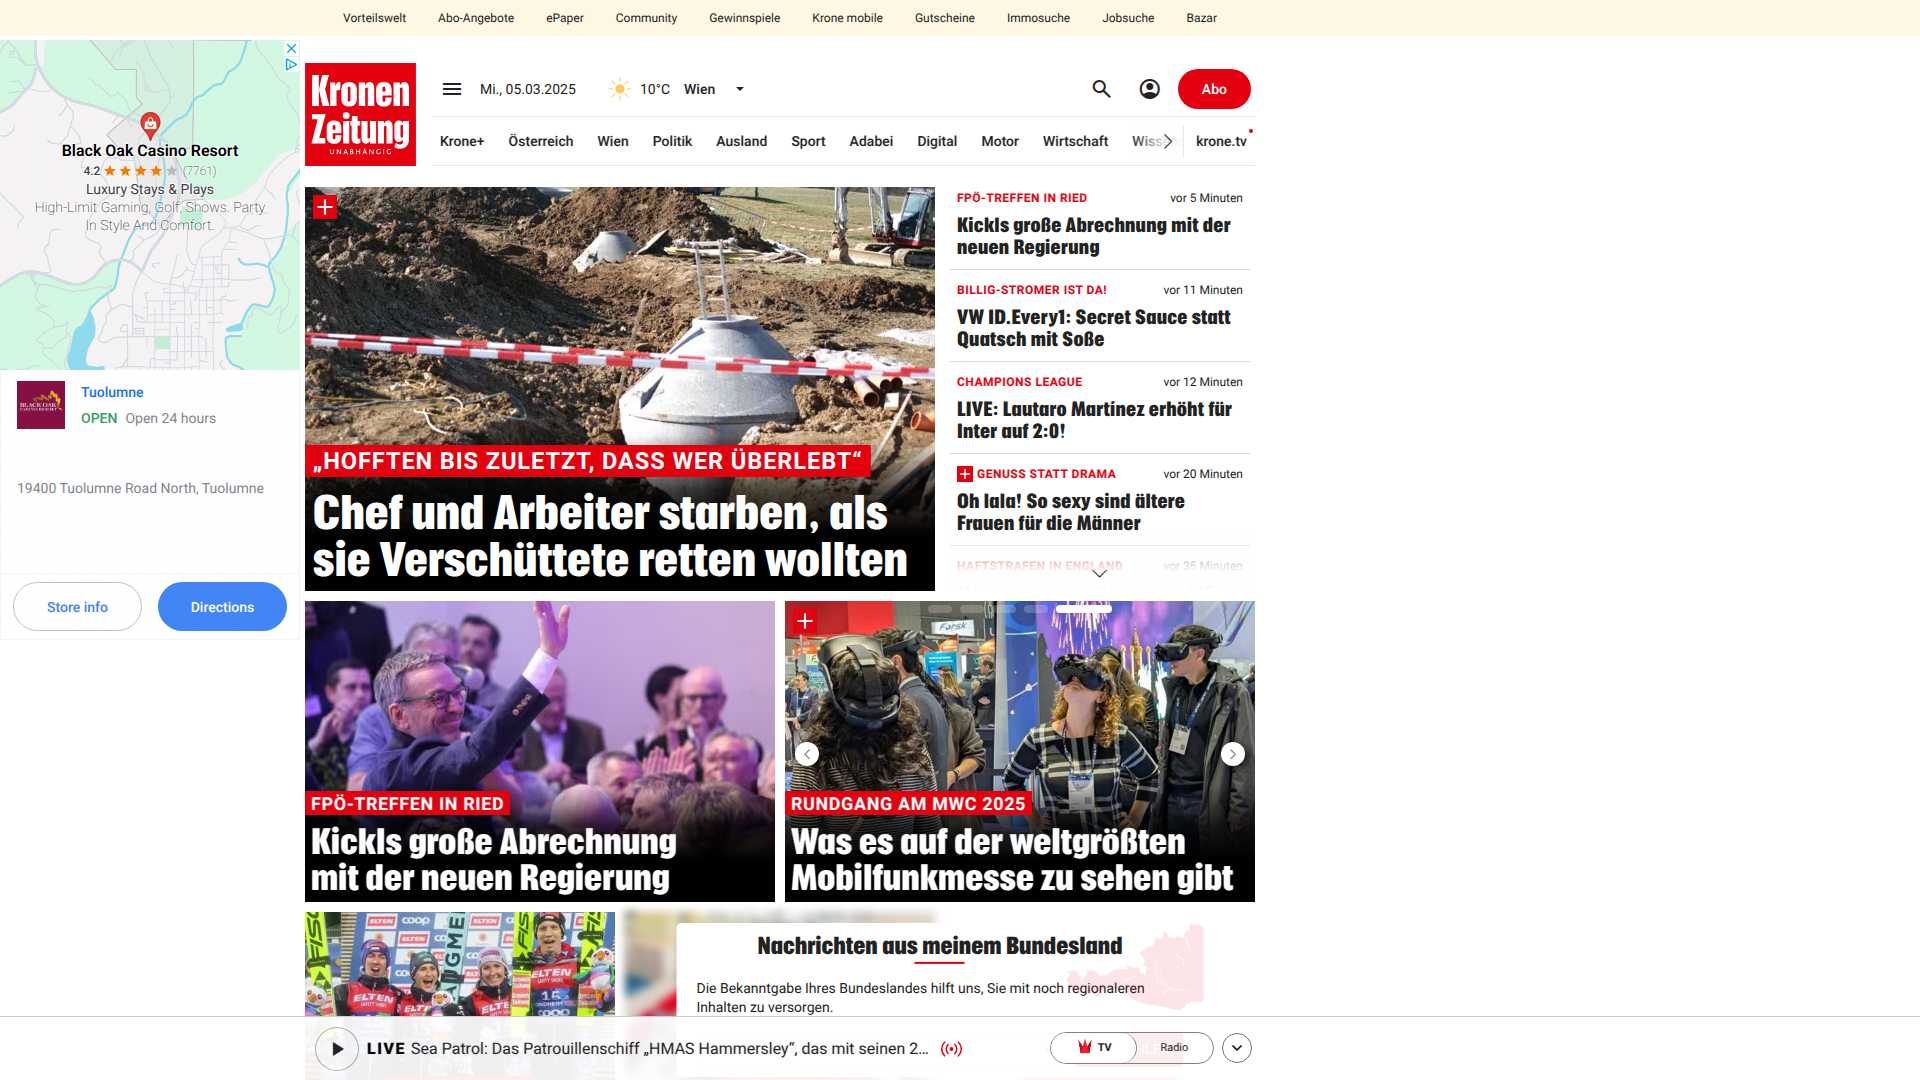 Vorteilswelt Abo-Angebote ePaper Community Gewinnspiele Krone mobile Gutscheine Immosuche Jobsuche Bazar
Black Oak Casino Resort
4.2 (7761)
Luxury Stays & Plays
High-Limit Gaming, Golf, Shows. Party
In Style And Comfort.
Tuolumne
OPEN Open 24 hours
19400 Tuolumne Road North, Tuolumne
Store info Directions
Kronen
Zeitung
UNABHÄNGIG
Mi., 05.03.2025 10°C Wien
Abo
Krone+ Österreich Wien Politik Ausland Sport Adabei Digital Motor Wirtschaft krone.tv
„HOFFTEN BIS ZULETZT, DASS WER ÜBERLEBT“
Chef und Arbeiter starben, als
sie Verschüttete retten wollten
FPÖ-TREFFEN IN RIED vor 5 Minuten
Kickls große Abrechnung mit der
neuen Regierung
BILLIG-STROMER IST DA! vor 11 Minuten
VW ID.Every1: Secret Sauce statt
Quatsch mit Soße
CHAMPIONS LEAGUE vor 12 Minuten
LIVE: Lautaro Martinez erhöht für
Inter auf 2:0!
GENUSS STATT DRAMA vor 20 Minuten
Oh lala! So sexy sind ältere
Frauen für die Männer
HAFTSTRAFEN IN ENGLAND vor 35 Minuten
FPÖ-TREFFEN IN RIED
Kickls große Abrechnung
mit der neuen Regierung
RUNDGANG AM MWC 2025
Was es auf der weltgrößten
Mobilfunkmesse zu sehen gibt
Nachrichten aus meinem Bundesland
Die Bekanntgabe Ihres Bundeslandes hilft uns, Sie mit noch regionaleren
Inhalten zu versorgen.
LIVE Sea Patrol: Das Patrouillenschiff „HMAS Hammersley“, das mit seinen 2...
TV Radio